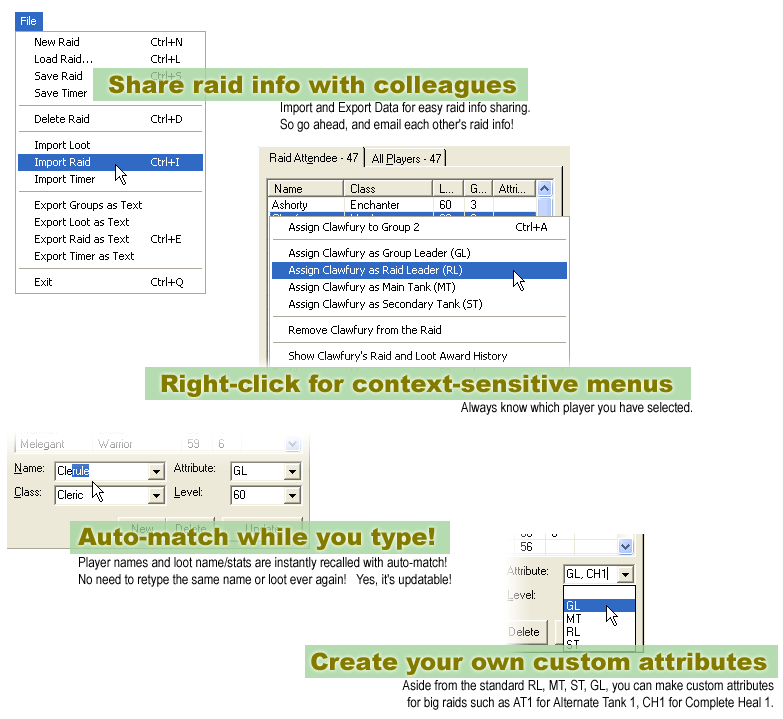 File
New Raid Ctrl+N
Load Raid... Ctrl+L
Save Raid Ctrl+S
Save Timer
Share raid info with colleagues
Import and Export Data for easy raid info sharing.
So go ahead, and email each other's raid info!
Delete Raid Ctrl+D
Import Loot
Import Raid Ctrl+I
Import Timer
Export Groups as Text
Export Loot as Text
Export Raid as Text Ctrl+E
Export Timer as Text
Exit Ctrl+Q
Raid Attendee - 47 All Players - 47
Name Class L... G... Attri...
Ashorty Enchanter 60 3
Assign Clawfury to Group 2 Ctrl+A
Assign Clawfury as Group Leader (GL)
Assign Clawfury as Raid Leader (RL)
Assign Clawfury as Main Tank (MT)
Assign Clawfury as Secondary Tank (ST)
Remove Clawfury from the Raid
Show Clawfury's Raid and Loot Award History
Right-click for context-sensitive menus
Always know which player you have selected.
Melegant Warrior 59 6
Name: Clerule Attribute: GL
Class: Cleric Level: 60
New Delete Update
Auto-match while you type!
Player names and loot name/stats are instantly recalled with auto-match!
No need to retype the same name or loot ever again! Yes, it's updatable!
56
Attribute: GL, CH1
Level:
GL
MT
Delete RL
ST
Create your own custom attributes
Aside from the standard RL, MT, ST, GL, you can make custom attributes
for big raids such as AT1 for Alternate Tank 1, CH1 for Complete Heal 1.